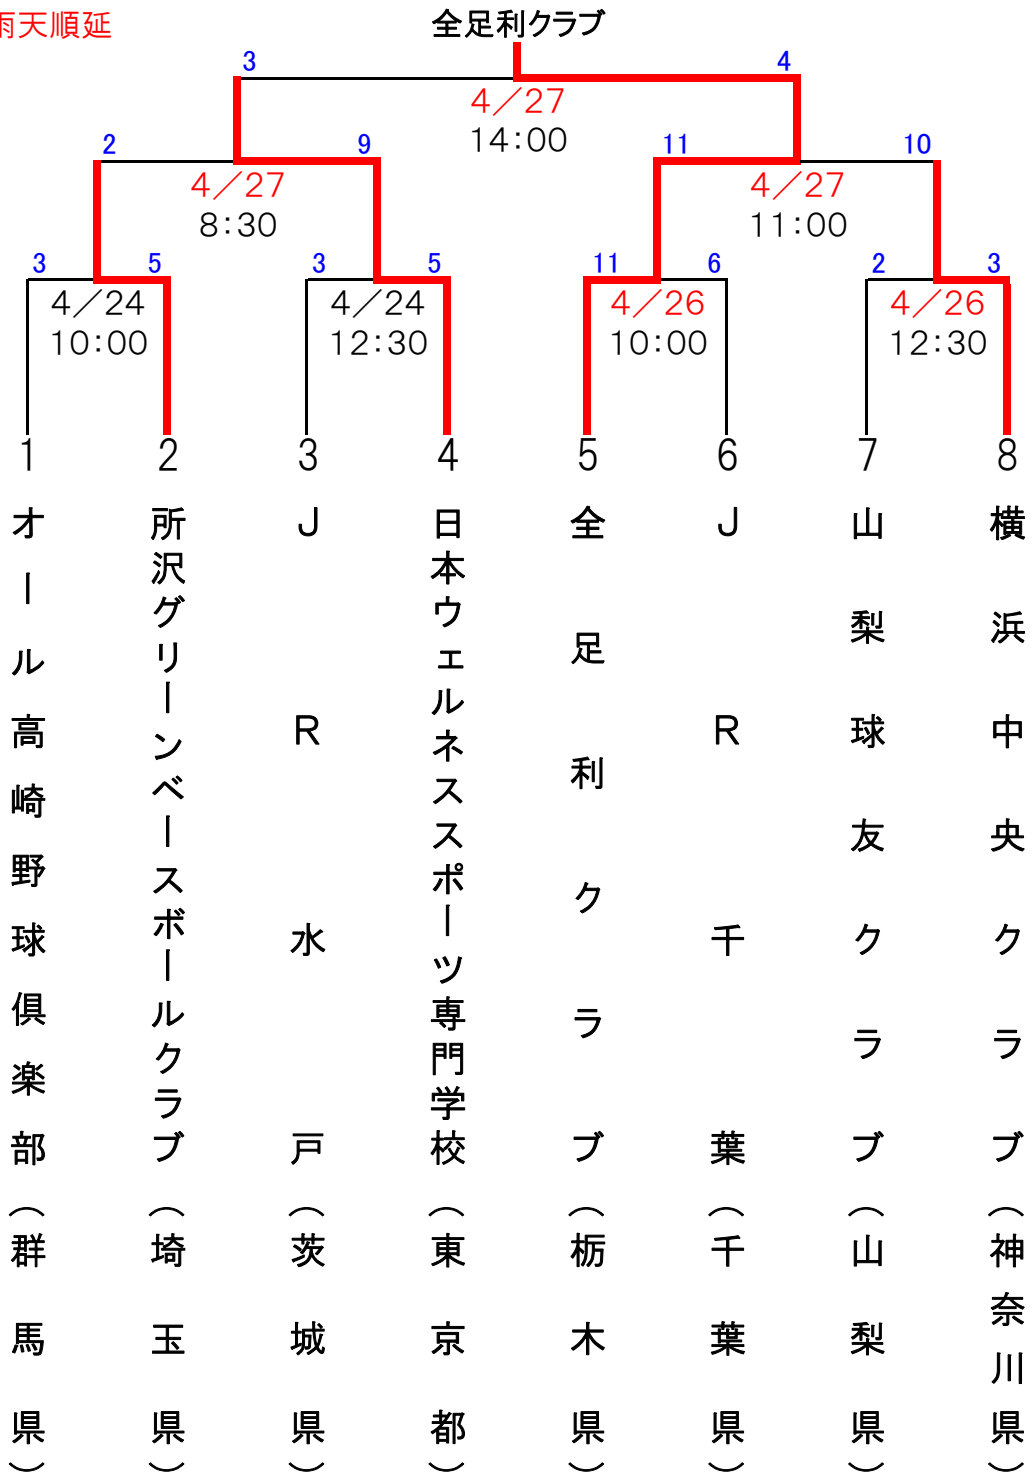 雨天順延
全足利クラブ
3 4
4／27
14:00
2 9 11 10
4／27 4／27
8:30 11:00
3 5 3 5 11 6 2 3
4／24 4／24 4／26 4／26
10:00 12:30 10:00 12:30
1 2 3 4 5 6 7 8
オール高崎野球倶楽部（群馬県）
所沢グリーンベースボールクラブ（埼玉県）
JR水戸（茨城県）
日本ウェルネススポーツ専門学校（東京都）
全足利クラブ（栃木県）
JR千葉（千葉県）
山梨球友クラブ（山梨県）
横浜中央クラブ（神奈川県）